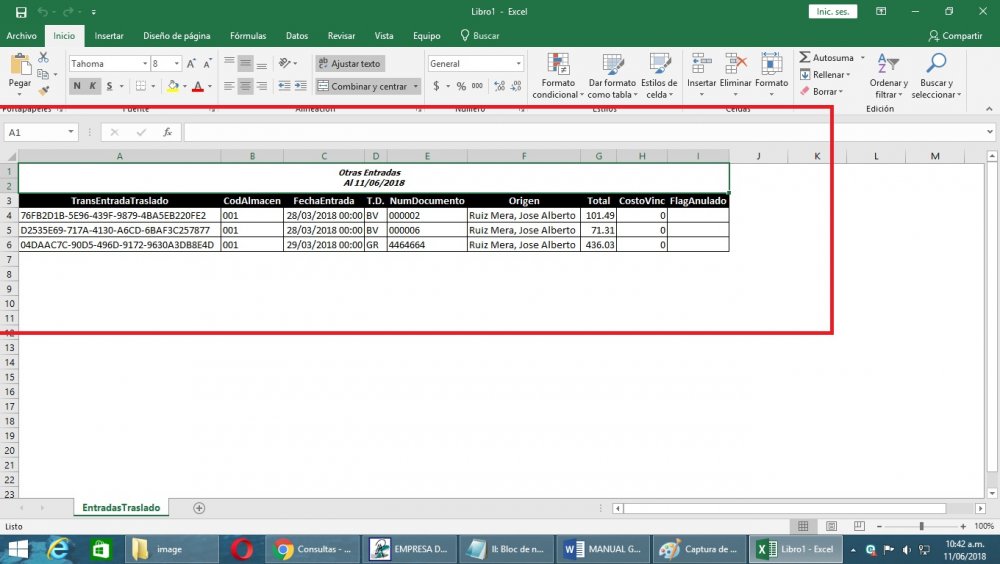 Libro1 - Excel
Inic. ses.
Archivo Inicio Insertar Diseño de página Fórmulas Datos Revisar Vista Equipo Buscar Compartir
Pegar
Tahoma 8 A A
N K S
Portapapeles Fuente
Ajustar texto
Combinar y centrar
Alineación
General
$ % 000
Número
Formato condicional
Dar formato como tabla
Estilos de celda
Estilos
Insertar Eliminar Formato
Celdas
Autosuma
Rellenar
Borrar
Ordenar y filtrar
Buscar y seleccionar
Edición
A1 fx
A B C D E F G H I J K L M
1 Otras Entradas
2 Al 11/06/2018
3 TransEntradaTraslado CodAlmacen FechaEntrada T.D. NumDocumento Origen Total CostoVinc FlagAnulado
4 76FB2D1B-5E96-439F-9879-4BA5EB220FE2 001 28/03/2018 00:00 BV 000002 Ruiz Mera, Jose Alberto 101.49 0
5 D2535E69-717A-4130-A6CD-6BAF3C257877 001 28/03/2018 00:00 BV 000006 Ruiz Mera, Jose Alberto 71.31 0
6 04DAAC7C-90D5-496D-9172-9630A3DB8E4D 001 29/03/2018 00:00 GR 4464664 Ruiz Mera, Jose Alberto 436.03 0
7
8
9
10
11
12
13
14
15
16
17
18
19
20
21
22
23
EntradasTraslado
Listo 100%
image Consultas - ... EMPRESA D... II: Bloc de n... MANUAL G... Captura de ... Libro1 - Excel
10:42 a.m.
11/06/2018